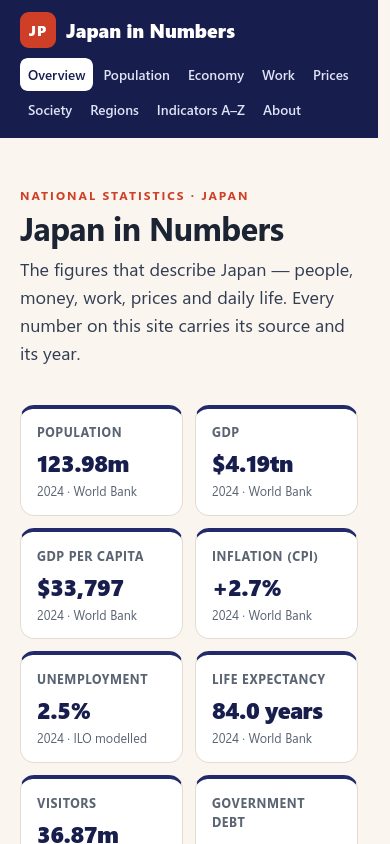 JP Japan in Numbers
Overview Population Economy Work Prices
Society Regions Indicators A–Z About
NATIONAL STATISTICS · JAPAN
Japan in Numbers
The figures that describe Japan — people,
money, work, prices and daily life. Every
number on this site carries its source and
its year.
POPULATION
123.98m
2024 · World Bank
GDP
$4.19tn
2024 · World Bank
GDP PER CAPITA
$33,797
2024 · World Bank
INFLATION (CPI)
+2.7%
2024 · World Bank
UNEMPLOYMENT
2.5%
2024 · ILO modelled
LIFE EXPECTANCY
84.0 years
2024 · World Bank
VISITORS
36.87m
GOVERNMENT
DEBT